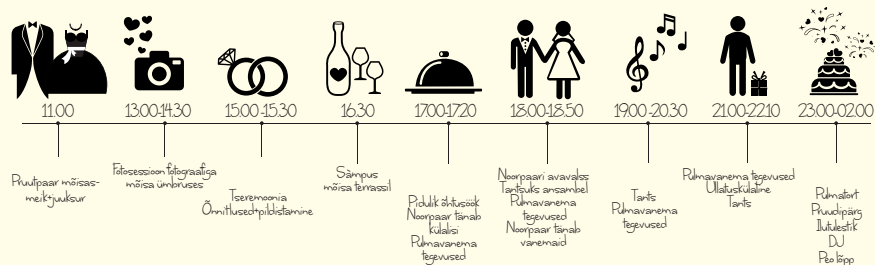 11.00
Pruutpaar mõisas-
meik+juuksur
13.00-14.30
Fotosessioon fotograafiga
mõisa ümbruses
15.00-15.30
Tseremoonia
Õnnitlused+pildistamine
16.30
Šampus
mõisa terrassil
17.00-17.20
Pidulik õhtusöök
Noorpaar tänab
külalisi
Pulmavanema
tegevused
18.00-18.50
Noorpaari avavalss
Tantsuks ansambel
Pulmavanema
tegevused
Noorpaar tänab
vanemaid
19.00-20.30
Tants
Pulmavanema
tegevused
21.00-22.10
Pulmavanema tegevused
Üllatuskülaline
Tants
23.00-02.00
Pulmatort
Pruudipärg
Ilutulestik
DJ
Peo lõpp